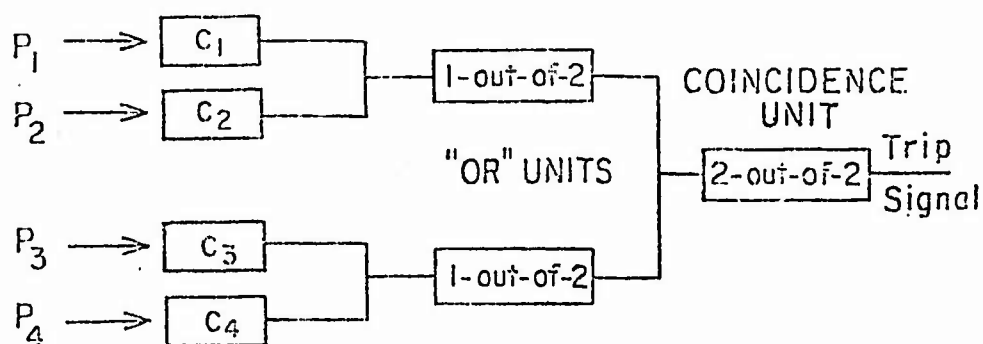 P1 C1
1-out-of-2
P2 C2
COINCIDENCE
UNIT
"OR" UNITS
2-out-of-2
Trip
Signal
P3 C3
1-out-of-2
P4 C4